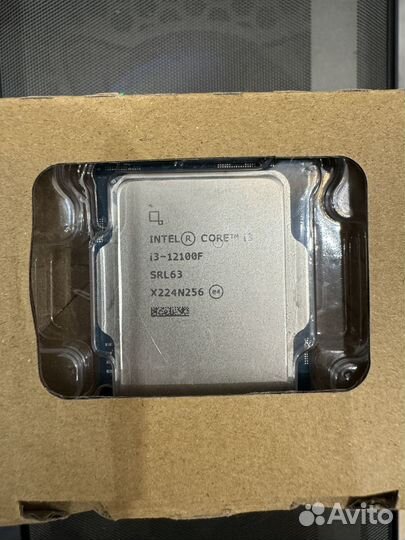 INTEL® CORE™ i3
i3-12100F
SRL63
X224N256 e4
Avito